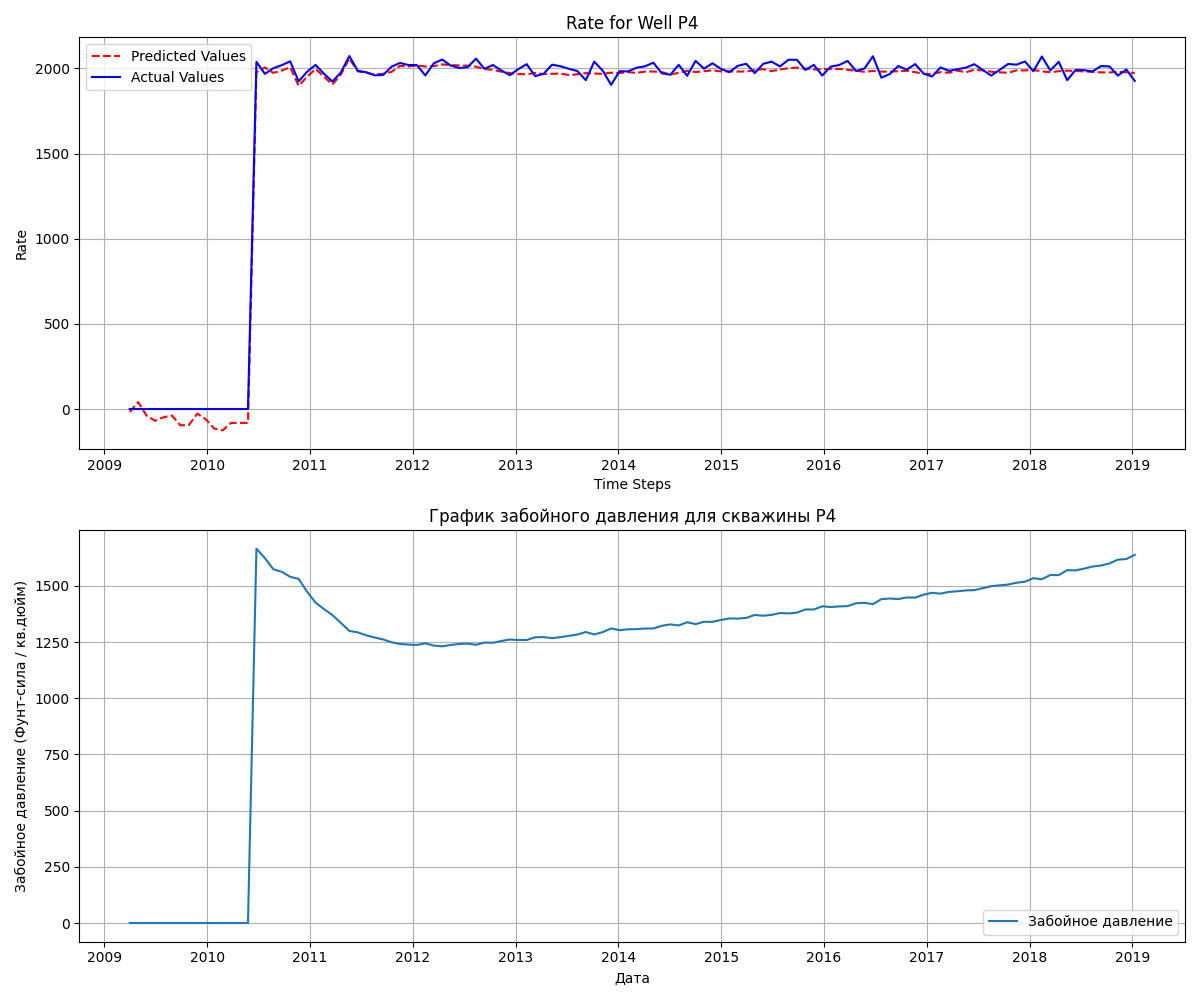 Rate for Well P4
Predicted Values
Actual Values
Rate
2000
1500
1000
500
0
2009 2010 2011 2012 2013 2014 2015 2016 2017 2018 2019
Time Steps
График забойного давления для скважины P4
Забойное давление (Фунт-сила / кв.дюйм)
1500
1250
1000
750
500
250
0
Забойное давление
2009 2010 2011 2012 2013 2014 2015 2016 2017 2018 2019
Дата